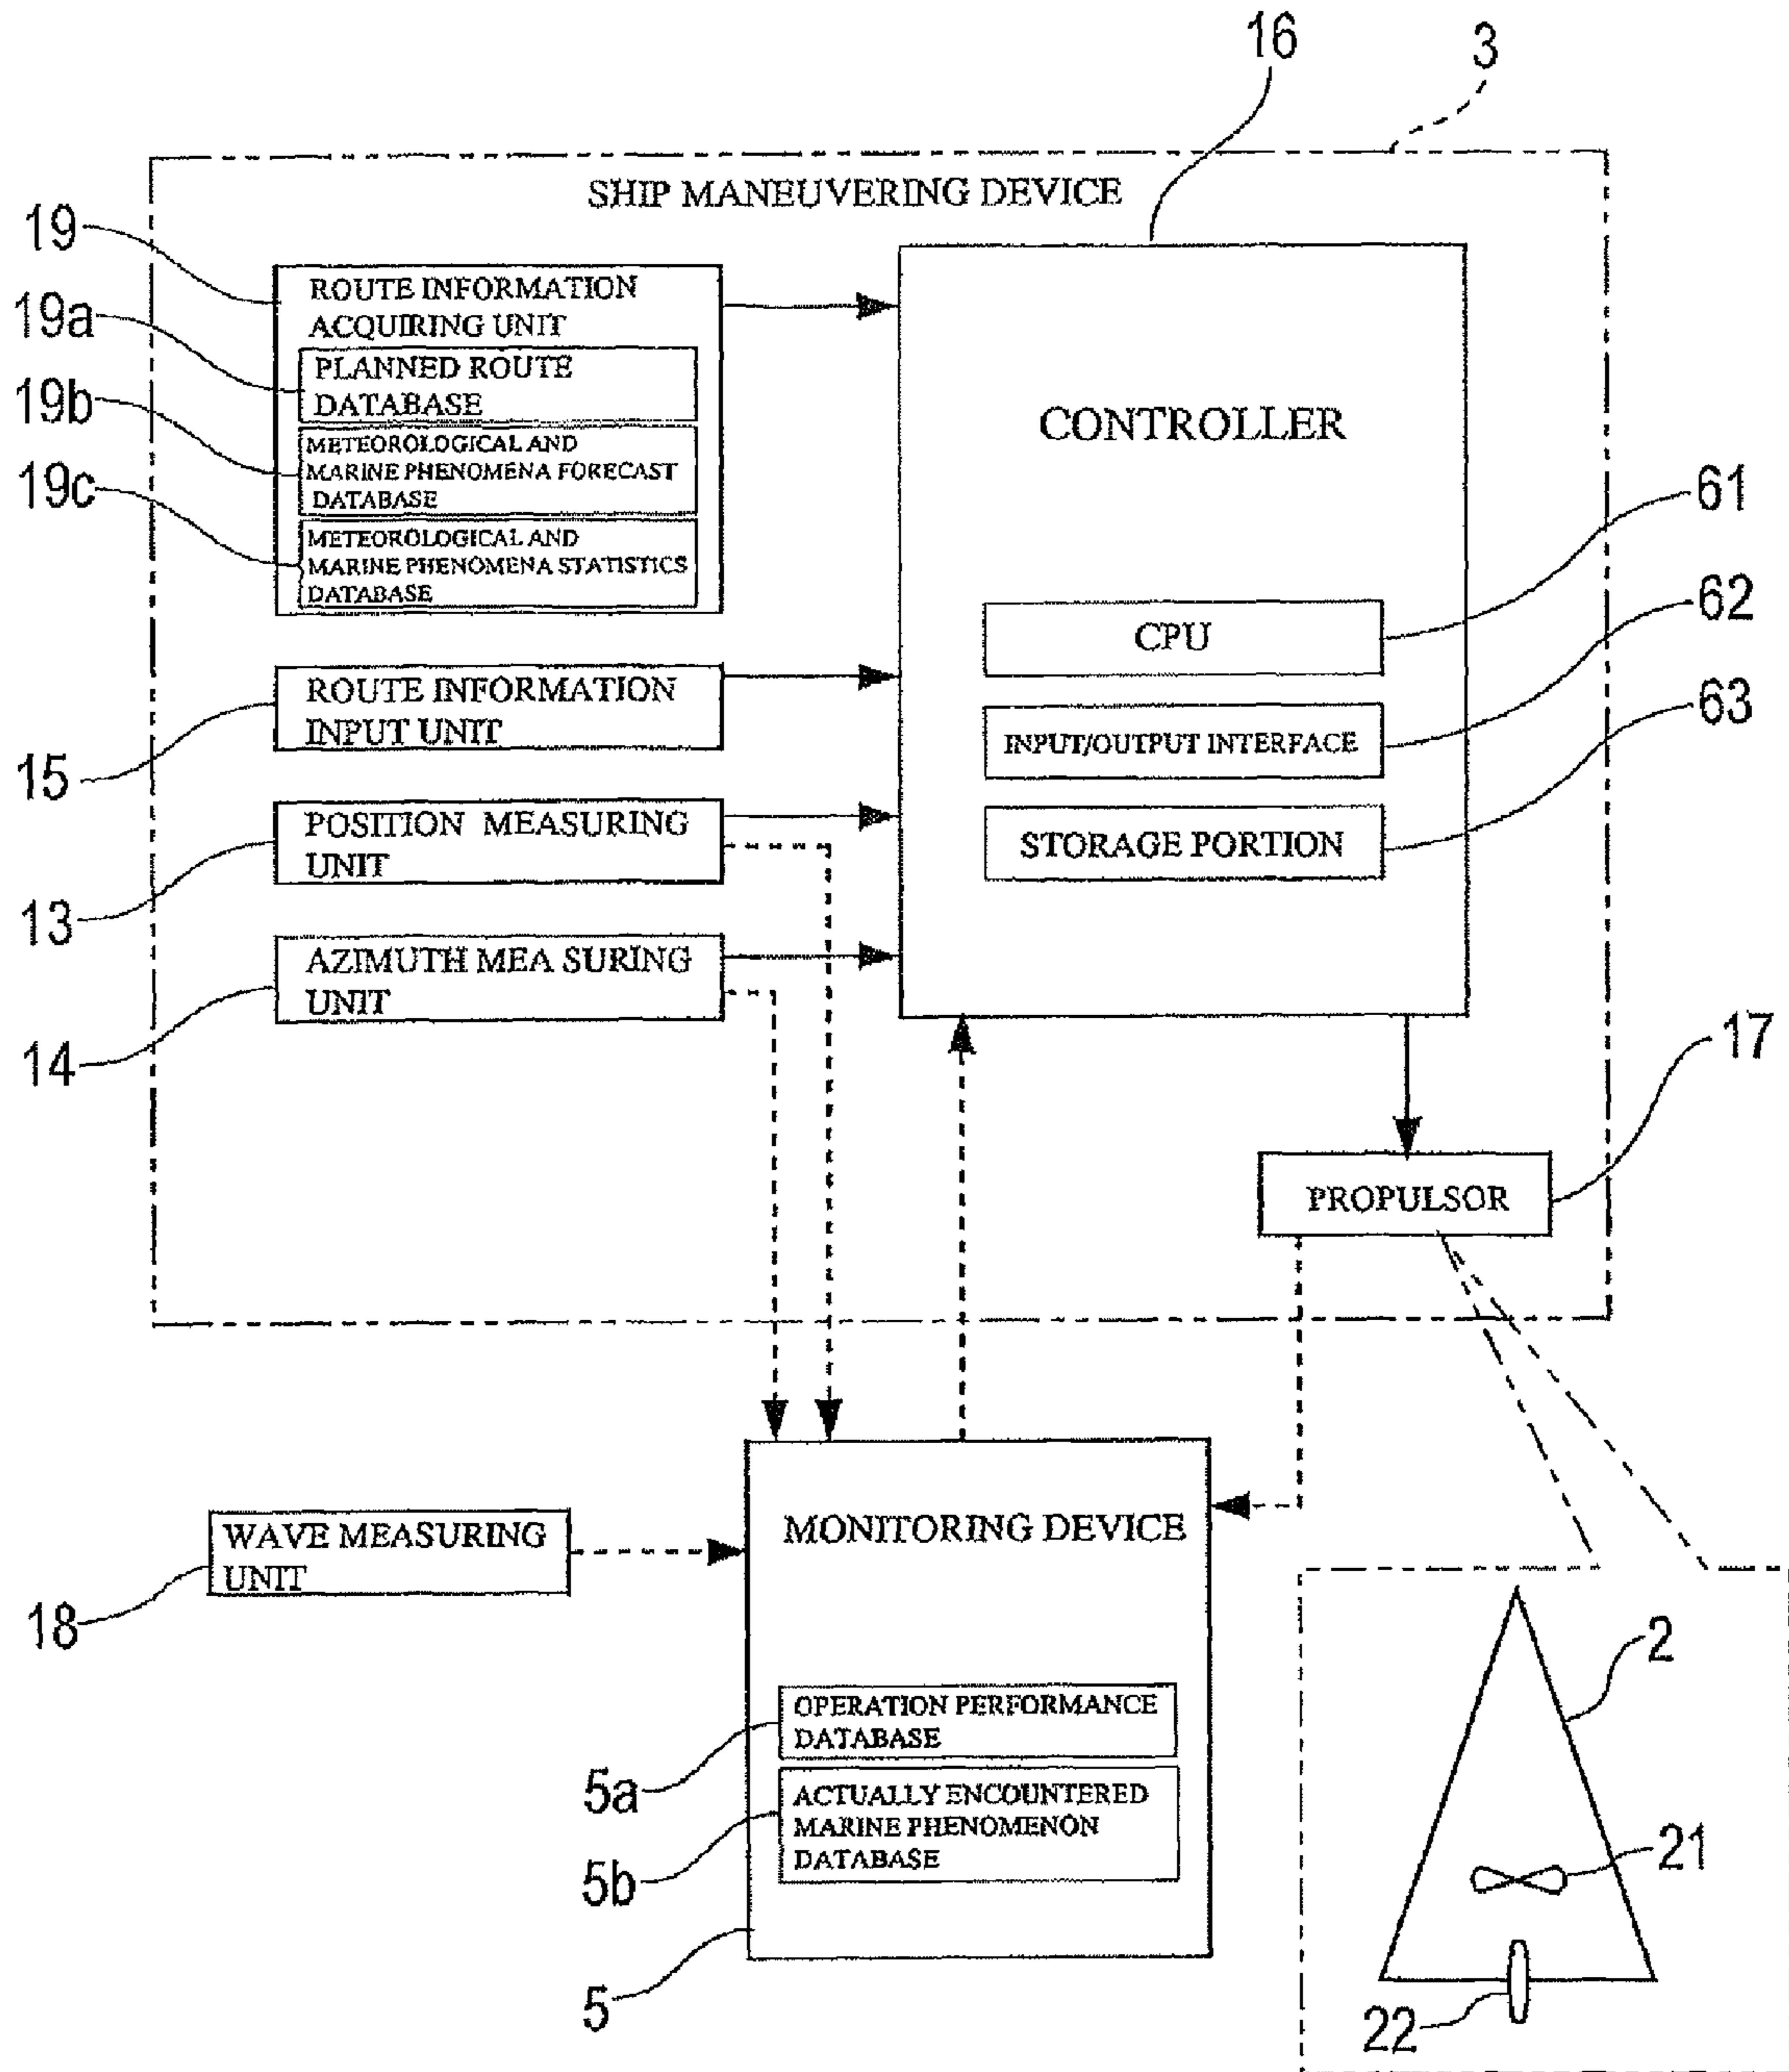 16
3
SHIP MANEUVERING DEVICE
19
ROUTE INFORMATION
ACQUIRING UNIT
19a
PLANNED ROUTE
DATABASE
19b
METEOROLOGICAL AND
MARINE PHENOMENA FORECAST
DATABASE
19c
METEOROLOGICAL AND
MARINE PHENOMENA STATISTICS
DATABASE
CONTROLLER
61
CPU
62
INPUT/OUTPUT INTERFACE
63
STORAGE PORTION
ROUTE INFORMATION
INPUT UNIT
15
POSITION MEASURING
UNIT
13
AZIMUTH MEASURING
UNIT
14
17
PROPULSOR
WAVE MEASURING
UNIT
18
MONITORING DEVICE
OPERATION PERFORMANCE
DATABASE
5a
ACTUALLY ENCOUNTERED
MARINE PHENOMENON
DATABASE
5b
5
2
21
22